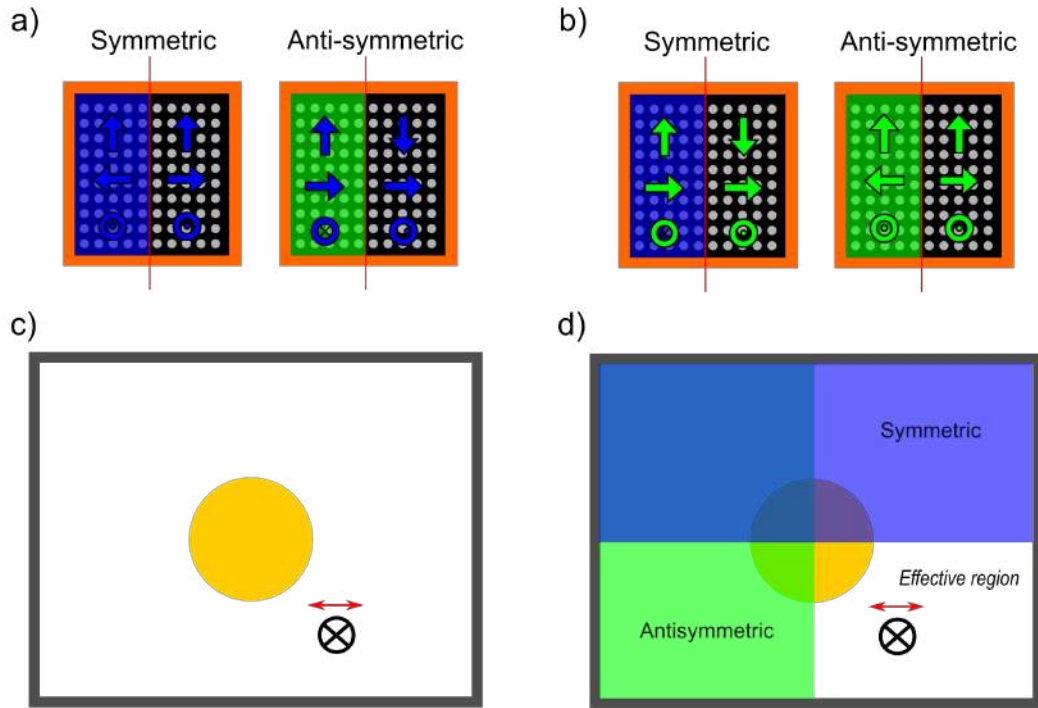 a)
Symmetric
Anti-symmetric
b)
Symmetric
Anti-symmetric
c)
d)
Symmetric
Effective region
Antisymmetric